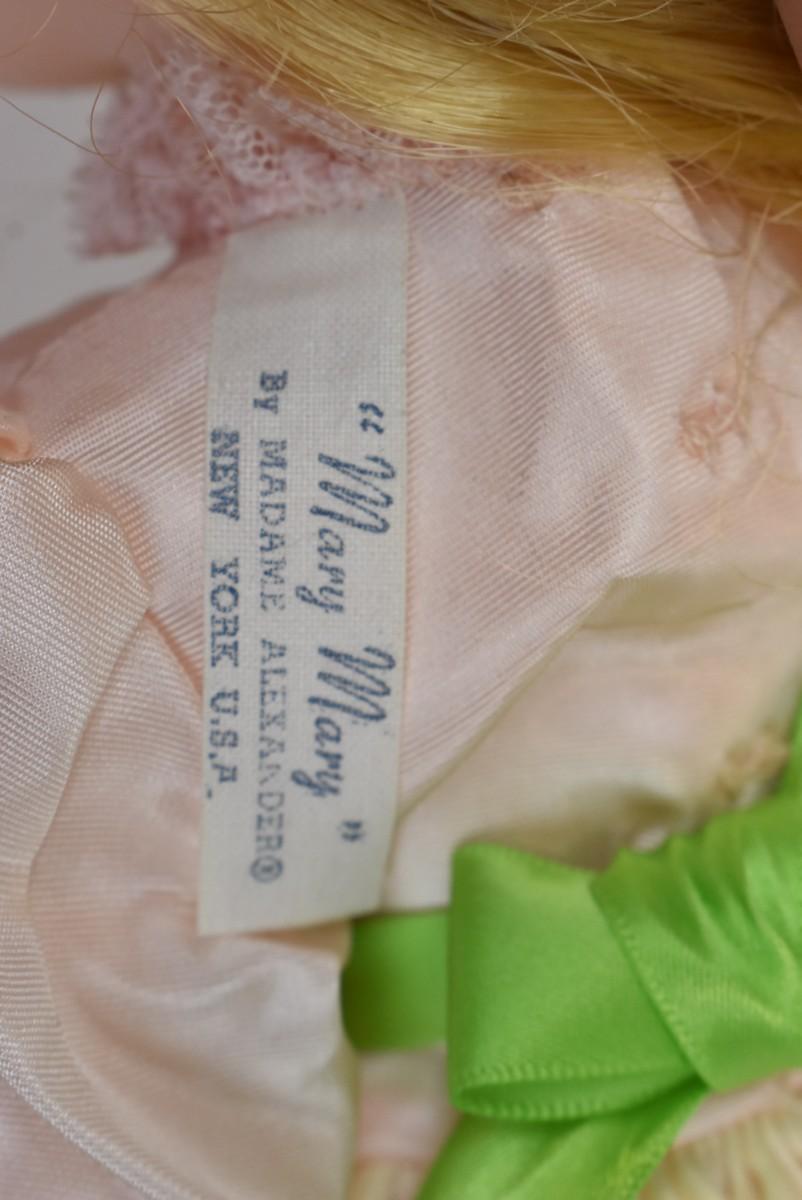 “Mary Mary”
By MADAME ALEXANDER®
NEW YORK U.S.A.